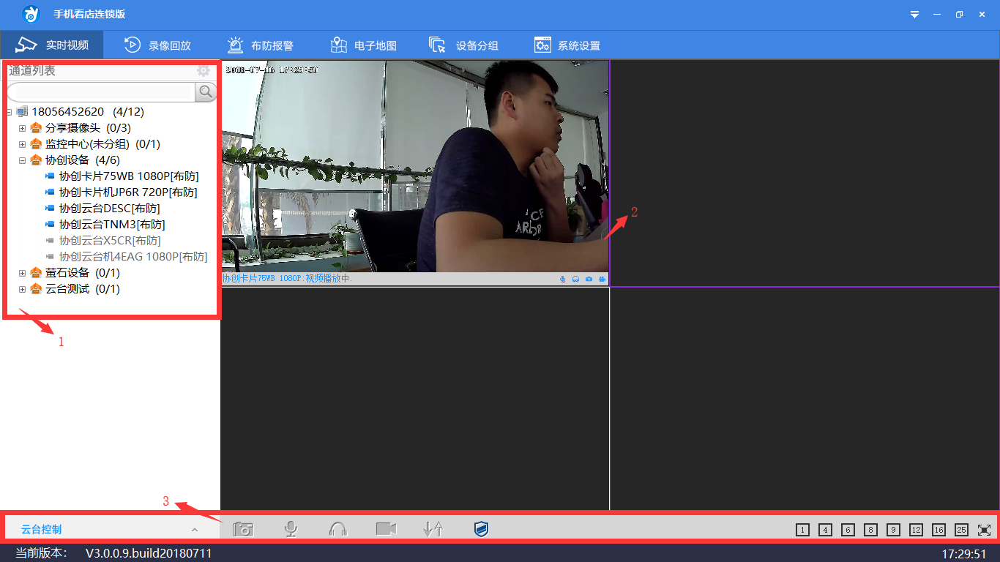 手机看店连锁版
实时视频 录像回放 布防报警 电子地图 设备分组 系统设置
通道列表
18056452620 (4/12)
分享摄像头 (0/3)
监控中心(未分组) (0/1)
协创设备 (4/6)
协创卡片75WB 1080P[布防]
协创卡片机JP6R 720P[布防]
协创云台DESC[布防]
协创云台TNM3[布防]
协创云台X5CR[布防]
协创云台机4EAG 1080P[布防]
萤石设备 (0/1)
云台测试 (0/1)
1
2018-07-16 17:29:50
2
协创卡片75WB 1080P:视频播放中.
3
云台控制
1 4 6 8 9 12 16 25
当前版本: V3.0.0.9.build20180711
17:29:51